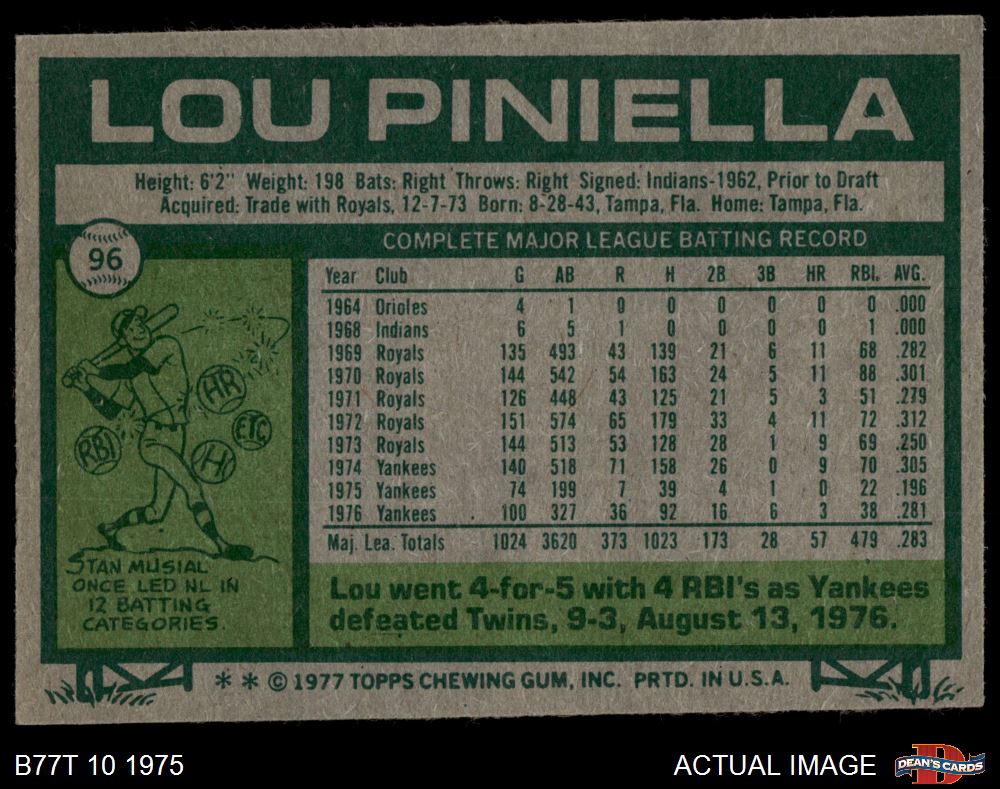 LOU PINIELLA
Height: 6'2" Weight: 198 Bats: Right Throws: Right Signed: Indians-1962, Prior to Draft
Acquired: Trade with Royals, 12-7-73 Born: 8-28-43, Tampa, Fla. Home: Tampa, Fla.
96
COMPLETE MAJOR LEAGUE BATTING RECORD
Year Club G AB R H 2B 3B HR RBI. AVG.
1964 Orioles 4 1 0 0 0 0 0 0 .000
1968 Indians 6 5 1 0 0 0 0 1 .000
1969 Royals 135 493 43 139 21 6 11 68 .282
1970 Royals 144 542 54 163 24 5 11 88 .301
1971 Royals 126 448 43 125 21 5 3 51 .279
1972 Royals 151 574 65 179 33 4 11 72 .312
1973 Royals 144 513 53 128 28 1 9 69 .250
1974 Yankees 140 518 71 158 26 0 9 70 .305
1975 Yankees 74 199 7 39 4 1 0 22 .196
1976 Yankees 100 327 36 92 16 6 3 38 .281
Maj. Lea. Totals 1024 3620 373 1023 173 28 57 479 .283
HR
ETC
RBI
H
STAN MUSIAL
ONCE LED NL IN
12 BATTING
CATEGORIES.
Lou went 4-for-5 with 4 RBI's as Yankees
defeated Twins, 9-3, August 13, 1976.
* * © 1977 TOPPS CHEWING GUM, INC. PRTD. IN U.S.A.
B77T 10 1975
ACTUAL IMAGE
D
DEAN'S CARDS